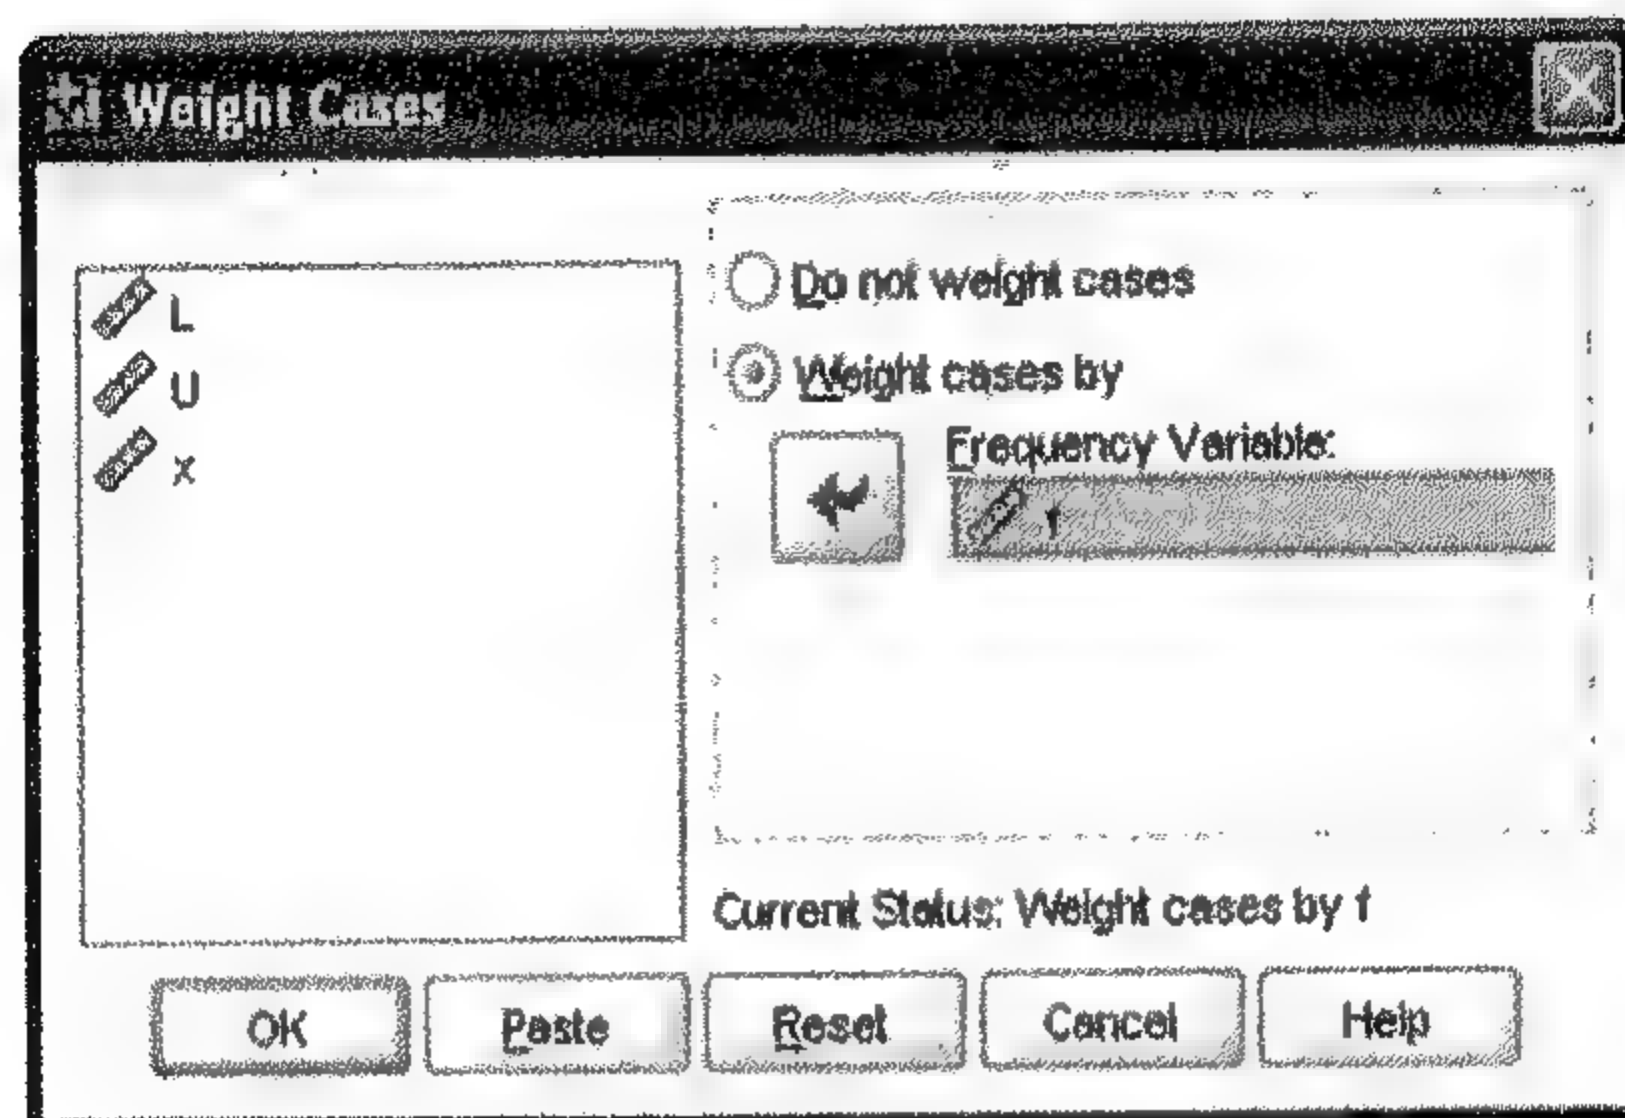 Weight Cases
L
U
x
Do not weight cases
Weight cases by
Frequency Variable:
f
Current Status: Weight cases by f
OK
Paste
Reset
Cancel
Help